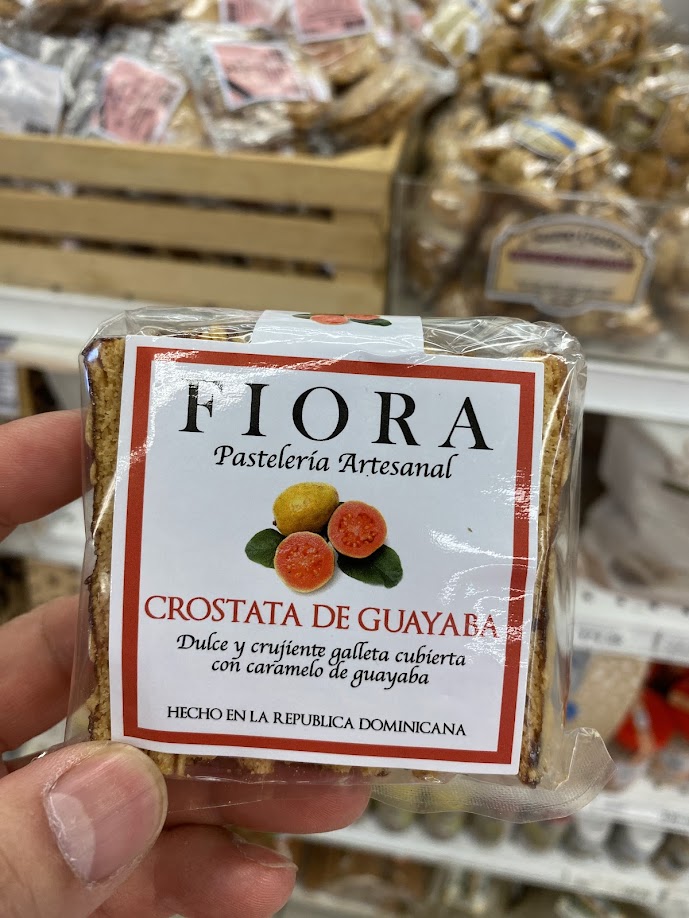 FIORA
Pastelería Artesanal
CROSTATA DE GUAYABA
Dulce y crujiente galleta cubierta
con caramelo de guayaba
HECHO EN LA REPUBLICA DOMINICANA